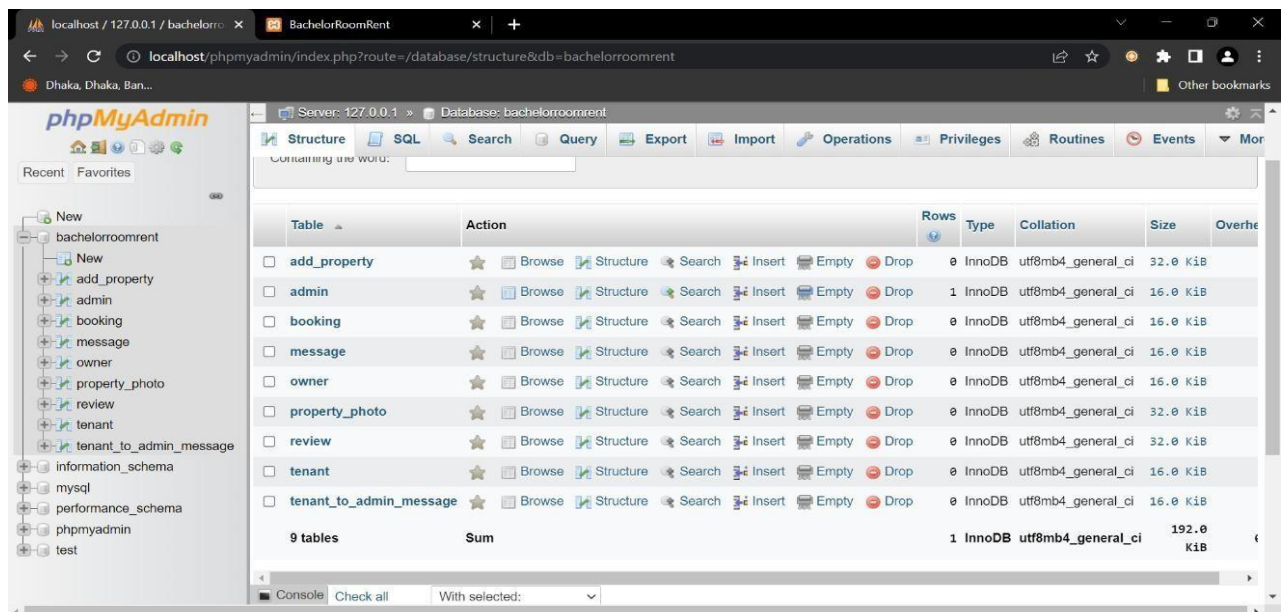 localhost / 127.0.0.1 / bachelorro
BachelorRoomRent
localhost/phpmyadmin/index.php?route=/database/structure&db=bachelorroomrent
Dhaka, Dhaka, Ban...
Other bookmarks
phpMyAdmin
Recent Favorites
New
bachelorroomrent
New
add_property
admin
booking
message
owner
property_photo
review
tenant
tenant_to_admin_message
information_schema
mysql
performance_schema
phpmyadmin
test
Server: 127.0.0.1 » Database: bachelorroomrent
Structure SQL Search Query Export Import Operations Privileges Routines Events Mor
Containing the word:
Table Action Rows Type Collation Size Overhe
add_property Browse Structure Search Insert Empty Drop 0 InnoDB utf8mb4_general_ci 32.0 KiB
admin Browse Structure Search Insert Empty Drop 1 InnoDB utf8mb4_general_ci 16.0 KiB
booking Browse Structure Search Insert Empty Drop 0 InnoDB utf8mb4_general_ci 16.0 KiB
message Browse Structure Search Insert Empty Drop 0 InnoDB utf8mb4_general_ci 16.0 KiB
owner Browse Structure Search Insert Empty Drop 0 InnoDB utf8mb4_general_ci 16.0 KiB
property_photo Browse Structure Search Insert Empty Drop 0 InnoDB utf8mb4_general_ci 32.0 KiB
review Browse Structure Search Insert Empty Drop 0 InnoDB utf8mb4_general_ci 32.0 KiB
tenant Browse Structure Search Insert Empty Drop 0 InnoDB utf8mb4_general_ci 16.0 KiB
tenant_to_admin_message Browse Structure Search Insert Empty Drop 0 InnoDB utf8mb4_general_ci 16.0 KiB
9 tables Sum 1 InnoDB utf8mb4_general_ci 192.0
KiB
Console Check all With selected: